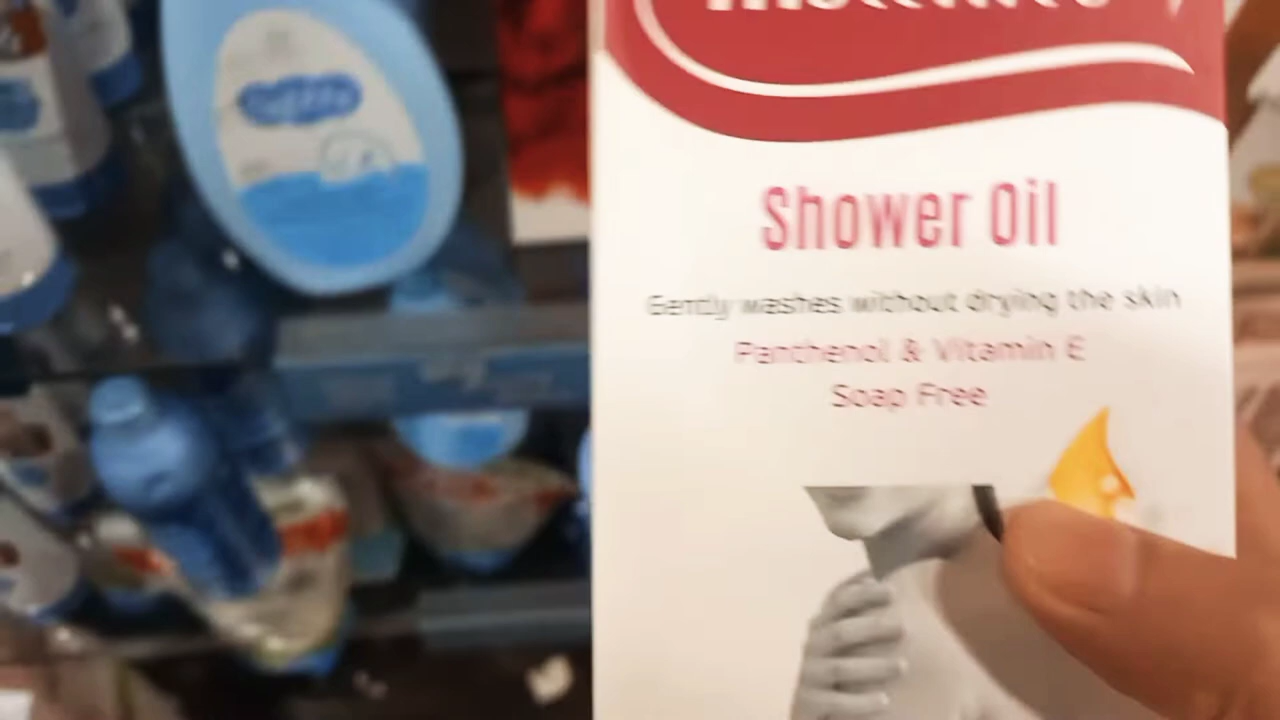 Shower Oil
Gently washes without drying the skin
Panthenol & Vitamin E
Soap Free